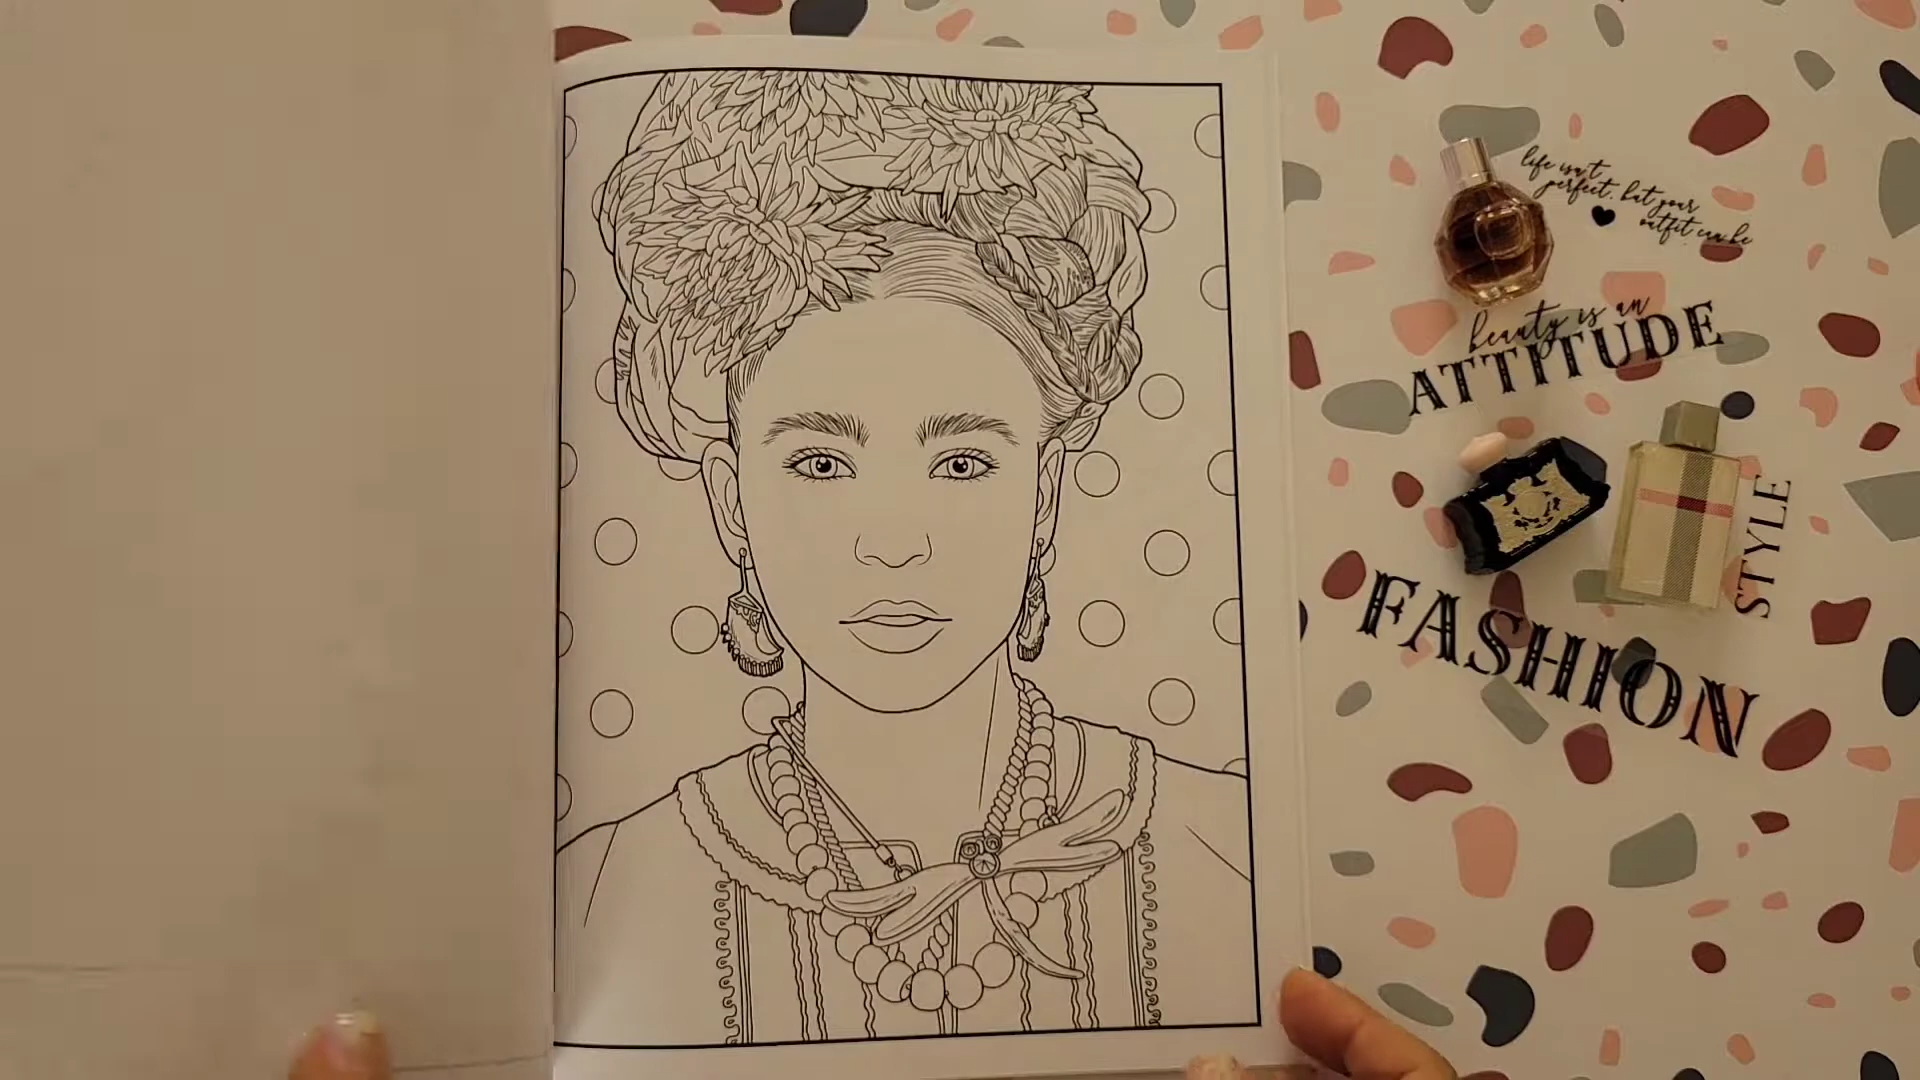 life isn't
perfect, but your
outfit can be
beauty is an
ATTITUDE
STYLE
FASHION